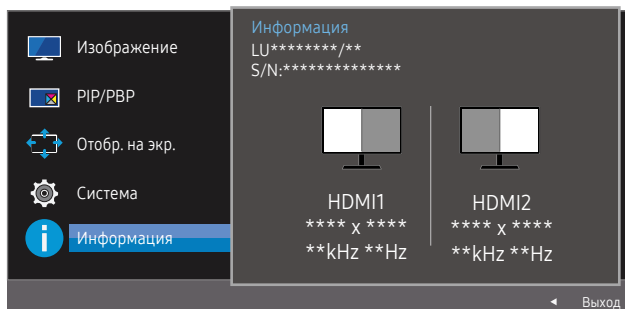 Изображение
PIP/PBP
Отобр. на экр.
Система
Информация
Информация
LU********/**
S/N:**************
HDMI1
**** x ****
**kHz **Hz
HDMI2
**** x ****
**kHz **Hz
Выход